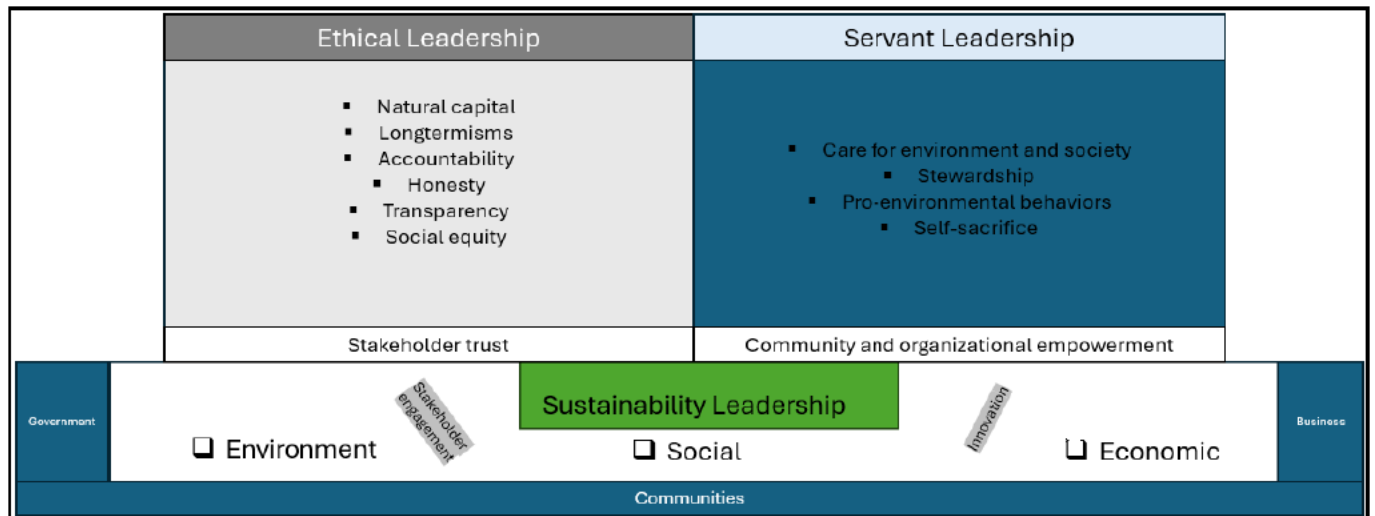 Ethical Leadership
Servant Leadership
▪ Natural capital
▪ Longtermisms
▪ Accountability
▪ Honesty
▪ Transparency
▪ Social equity
▪ Care for environment and society
▪ Stewardship
▪ Pro-environmental behaviors
▪ Self-sacrifice
Stakeholder trust
Community and organizational empowerment
Government
Stakeholder
engagement
Sustainability Leadership
Innovation
Business
❑ Environment
❑ Social
❑ Economic
Communities